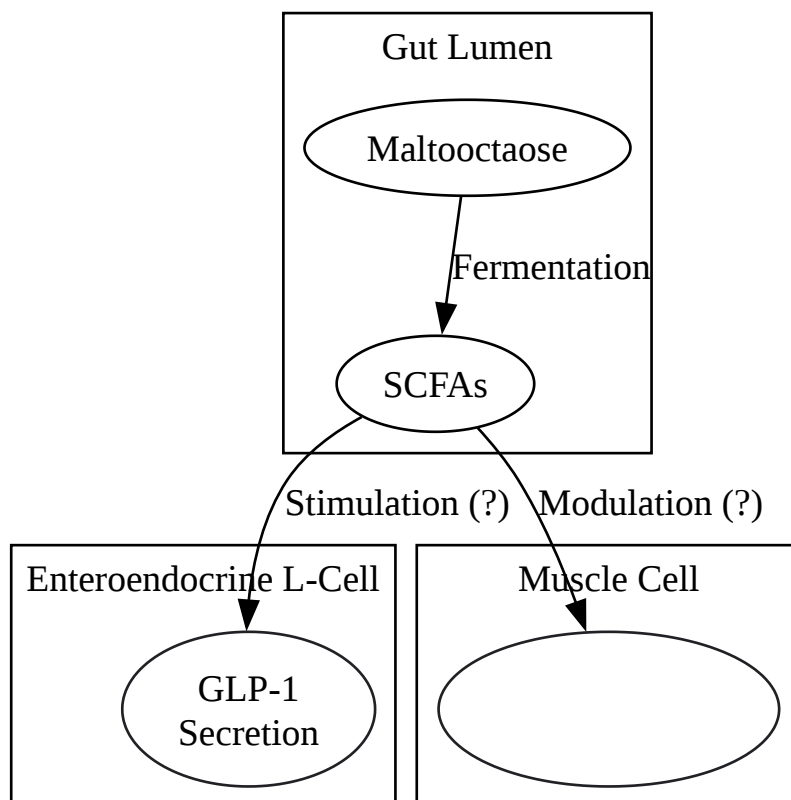 Gut Lumen
Maltooctaose
Fermentation
SCFAs
Stimulation (?)
Modulation (?)
Enteroendocrine L-Cell
Muscle Cell
GLP-1
Secretion